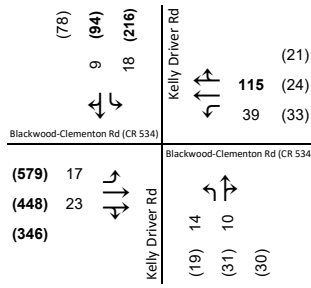 (78) (94) (216)
9 18
Blackwood-Clementon Rd (CR 534)
Kelly Driver Rd
(21)
115 (24)
39 (33)
(579) 17
(448) 23
(346)
Kelly Driver Rd
Blackwood-Clementon Rd (CR 534
14 10
(19) (31) (30)